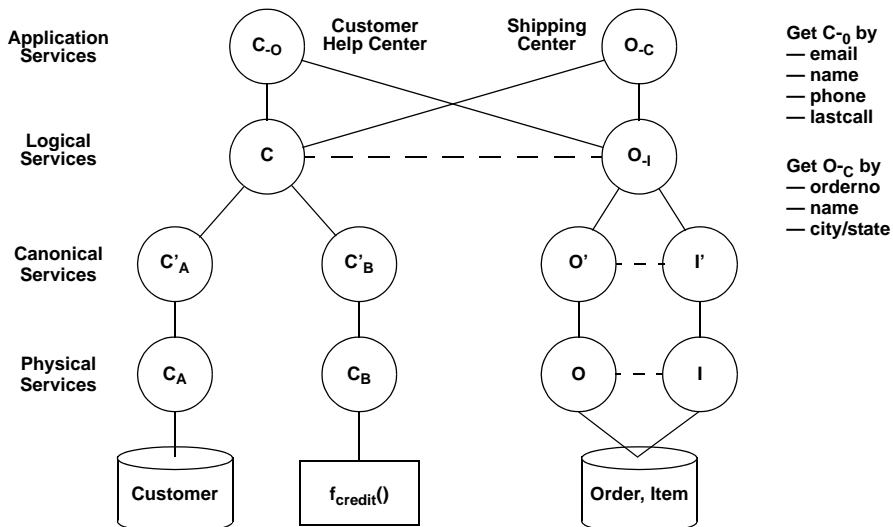 Application
Services
C-O
Customer
Help Center
Shipping
Center
O-C
Get C-0 by
— email
— name
— phone
— lastcall
Logical
Services
C
O-I
Get O-C by
— orderno
— name
— city/state
Canonical
Services
C'A
C'B
O'
I'
Physical
Services
CA
CB
O
I
Customer
fcredit()
Order, Item